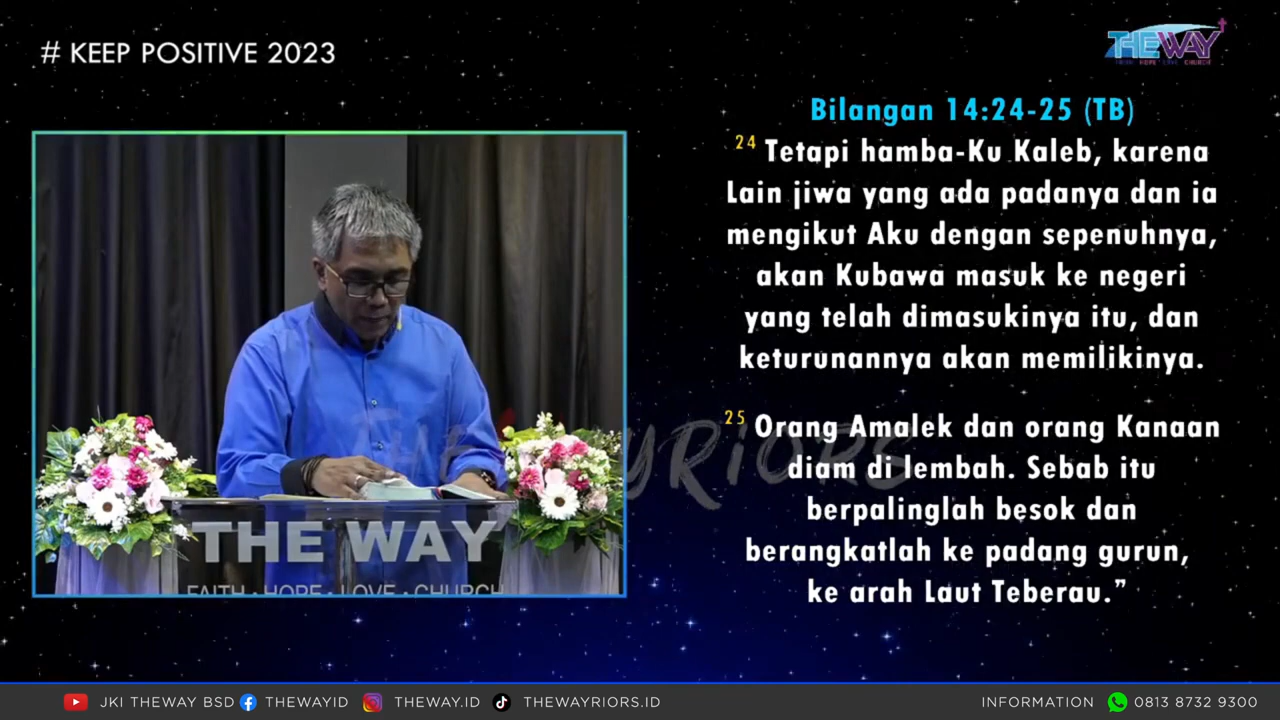 # KEEP POSITIVE 2023
THEWAY
Bilangan 14:24-25 (TB)
24 Tetapi hamba-Ku Kaleb, karena
Lain jiwa yang ada padanya dan ia
mengikut Aku dengan sepenuhnya,
akan Kubawa masuk ke negeri
yang telah dimasukinya itu, dan
keturunannya akan memilikinya.
25 Orang Amalek dan orang Kanaan
diam di lembah. Sebab itu
berpalinglah besok dan
berangkatlah ke padang gurun,
ke arah Laut Teberau.”
THE WAY
FAITH · HOPE · LOVE · CHURCH
JKI THEWAY BSD THEWAYID THEWAY.ID THEWAYRIORS.ID INFORMATION 0813 8732 9300